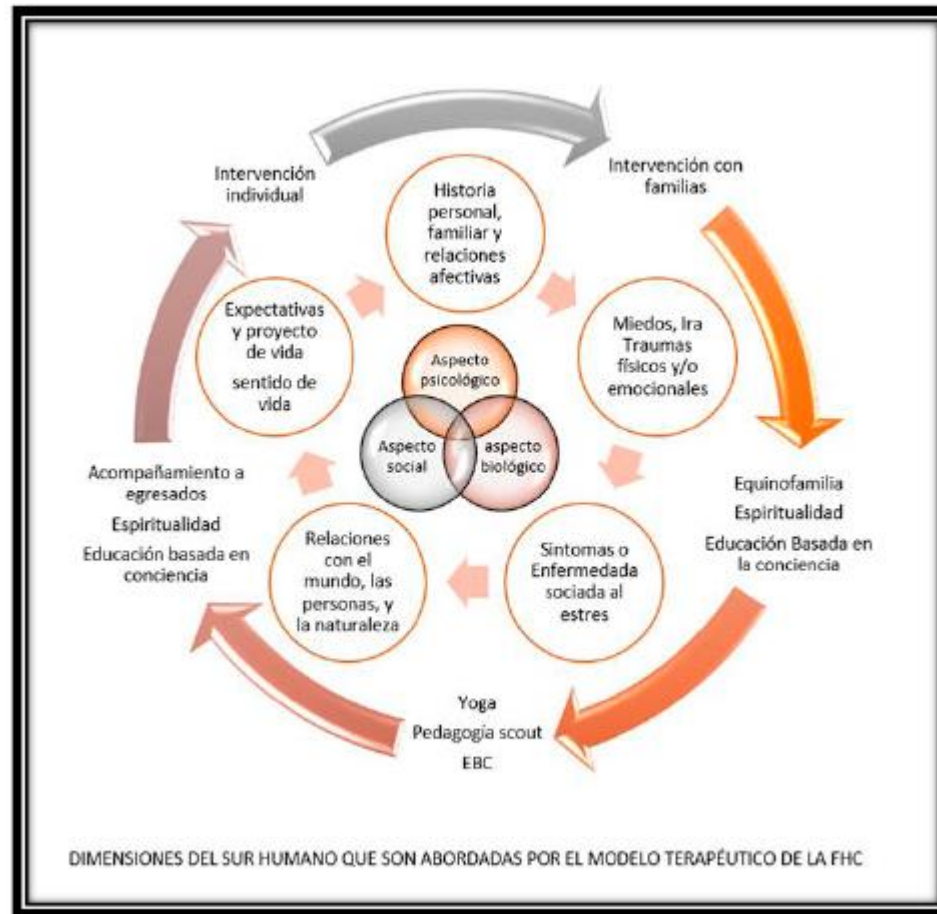 Intervención
individual
Intervención con
familias
Historia
personal,
familiar y
relaciones
afectivas
Expectativas
y proyecto
de vida
sentido de
vida
Miedos, Ira
Traumas
físicos y/o
emocionales
Aspecto
psicológico
Aspecto
social
aspecto
biológico
Acompañamiento a
egresados
Espiritualidad
Educación basada en
conciencia
Relaciones
con el
mundo, las
personas, y
la naturaleza
Sintomas o
Enfermedada
sociada al
estres
Equinofamilia
Espiritualidad
Educación Basada en
la conciencia
Yoga
Pedagogía scout
EBC
DIMENSIONES DEL SUR HUMANO QUE SON ABORDADAS POR EL MODELO TERAPÉUTICO DE LA FHC